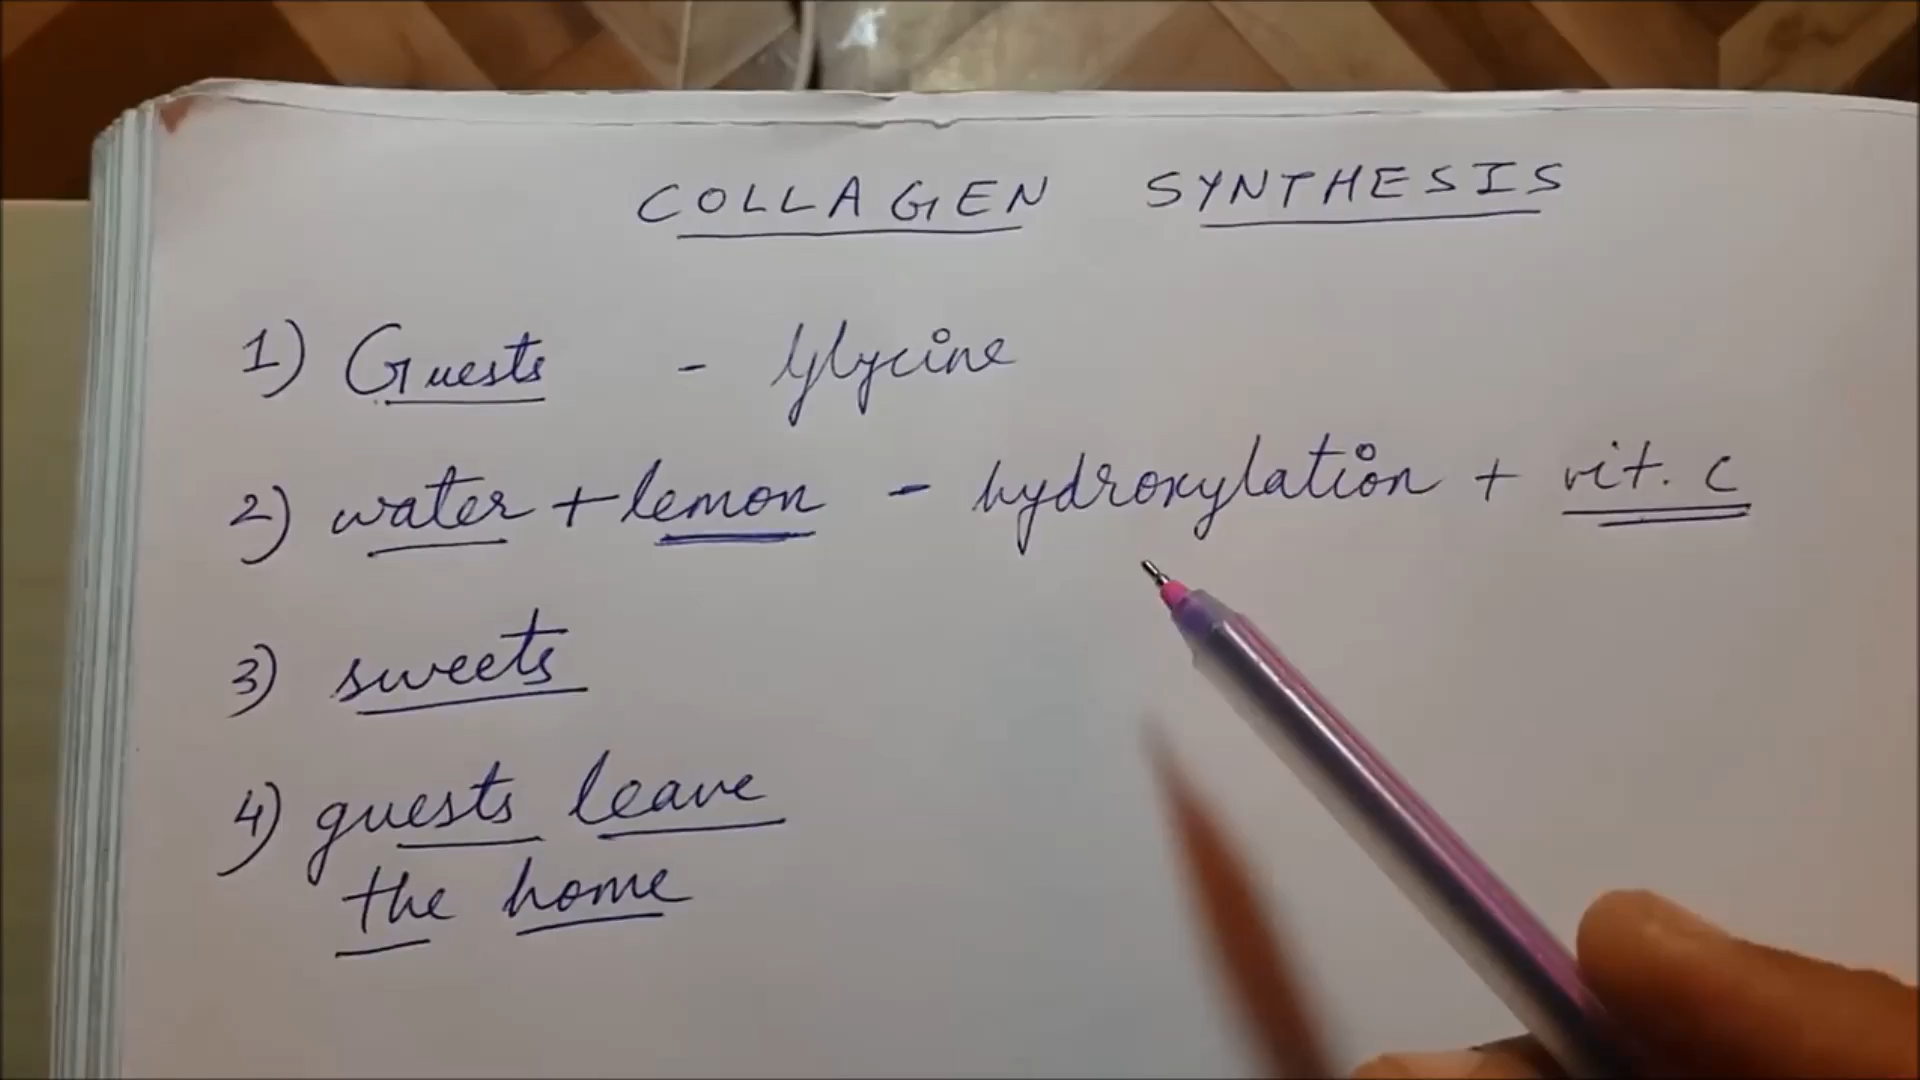 COLLAGEN SYNTHESIS
1) Guests - Glycine
2) water + lemon - hydroxylation + vit. c
3) sweets
4) guests leave
the home